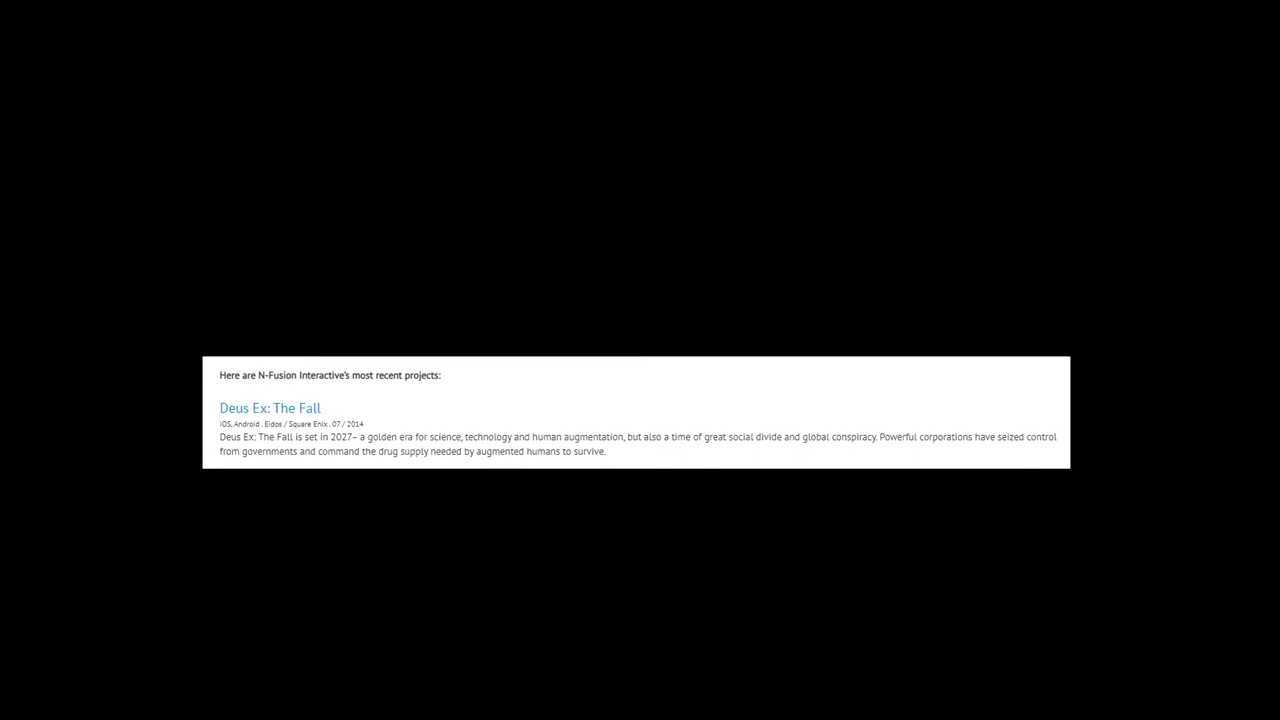 Here are N-Fusion Interactive's most recent projects:
Deus Ex: The Fall
iOS, Android . Eidos / Square Enix . 07 / 2014
Deus Ex: The Fall is set in 2027– a golden era for science, technology and human augmentation, but also a time of great social divide and global conspiracy. Powerful corporations have seized control
from governments and command the drug supply needed by augmented humans to survive.